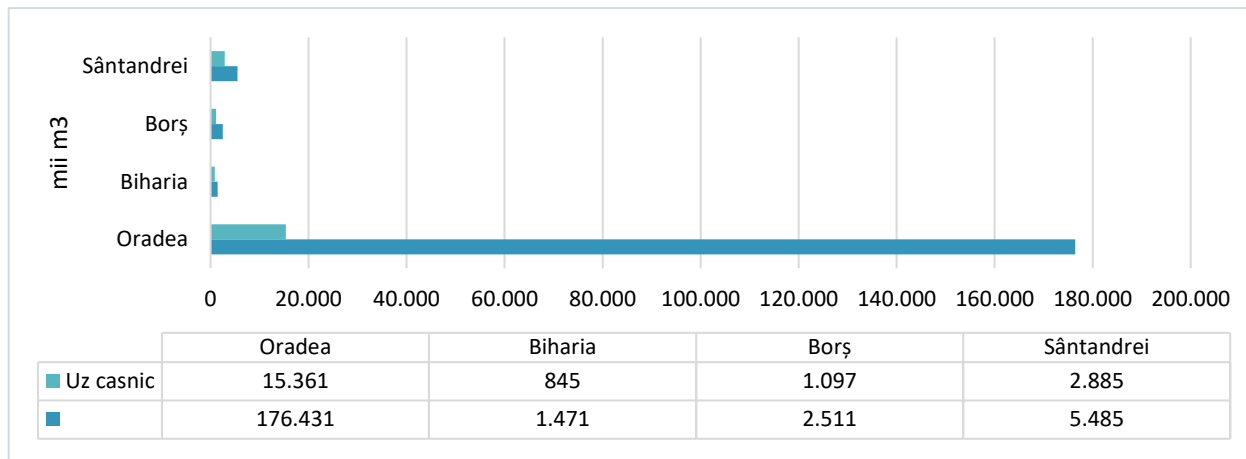 Sântandrei
Borș
Biharia
Oradea
mii m3
0 20.000 40.000 60.000 80.000 100.000 120.000 140.000 160.000 180.000 200.000
Oradea Biharia Borș Sântandrei
Uz casnic 15.361 845 1.097 2.885
176.431 1.471 2.511 5.485